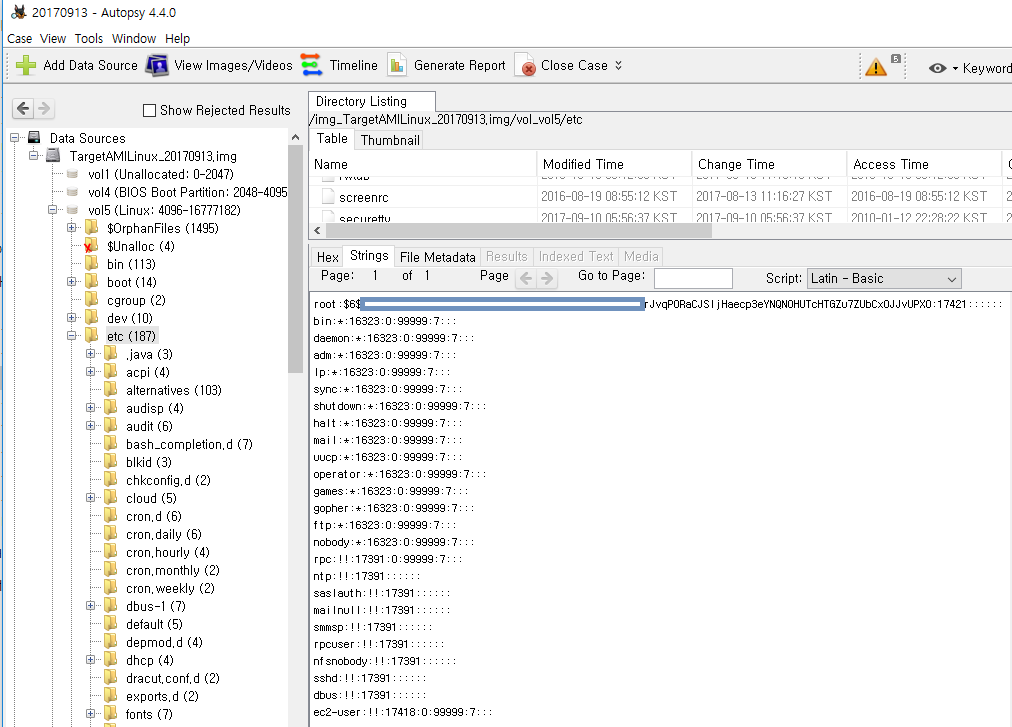 20170913 - Autopsy 4.4.0
Case View Tools Window Help
Add Data Source View Images/Videos Timeline Generate Report Close Case 5 Keyword
Show Rejected Results
Data Sources
TargetAMILinux_20170913.img
vol1 (Unallocated: 0-2047)
vol4 (BIOS Boot Partition: 2048-4095
vol5 (Linux: 4096-16777182)
$OrphanFiles (1495)
$Unalloc (4)
bin (113)
boot (14)
cgroup (2)
dev (10)
etc (187)
.java (3)
acpi (4)
alternatives (103)
audisp (4)
audit (6)
bash_completion.d (7)
blkid (3)
chkconfig.d (2)
cloud (5)
cron.d (6)
cron.daily (6)
cron.hourly (4)
cron.monthly (2)
cron.weekly (2)
dbus-1 (7)
default (5)
depmod.d (4)
dhcp (4)
dracut.conf.d (2)
exports.d (2)
fonts (7)
Directory Listing
/img_TargetAMILinux_20170913.img/vol_vol5/etc
Table Thumbnail
Name Modified Time Change Time Access Time
screenrc 2016-08-19 08:55:12 KST 2017-08-13 11:16:27 KST 2016-08-19 08:55:12 KST
securetty 2017-09-10 05:56:37 KST 2017-09-10 05:56:37 KST 2010-01-12 22:28:22 KST
Hex Strings File Metadata Results Indexed Text Media
Page: 1 of 1 Page Go to Page: Script: Latin - Basic
root:$6$ rJvqPORaCJSIjHaecp3eYNQNOHUTcHTGZu7ZUbCxOJJvUPX0:17421::::::
bin:*:16323:0:99999:7:::
daemon:*:16323:0:99999:7:::
adm:*:16323:0:99999:7:::
lp:*:16323:0:99999:7:::
sync:*:16323:0:99999:7:::
shutdown:*:16323:0:99999:7:::
halt:*:16323:0:99999:7:::
mail:*:16323:0:99999:7:::
uucp:*:16323:0:99999:7:::
operator:*:16323:0:99999:7:::
games:*:16323:0:99999:7:::
gopher:*:16323:0:99999:7:::
ftp:*:16323:0:99999:7:::
nobody:*:16323:0:99999:7:::
rpc:!!:17391:0:99999:7:::
ntp:!!:17391::::::
saslauth:!!:17391::::::
mailnull:!!:17391::::::
smmsp:!!:17391::::::
rpcuser:!!:17391::::::
nfsnobody:!!:17391::::::
sshd:!!:17391::::::
dbus:!!:17391::::::
ec2-user:!!:17418:0:99999:7:::